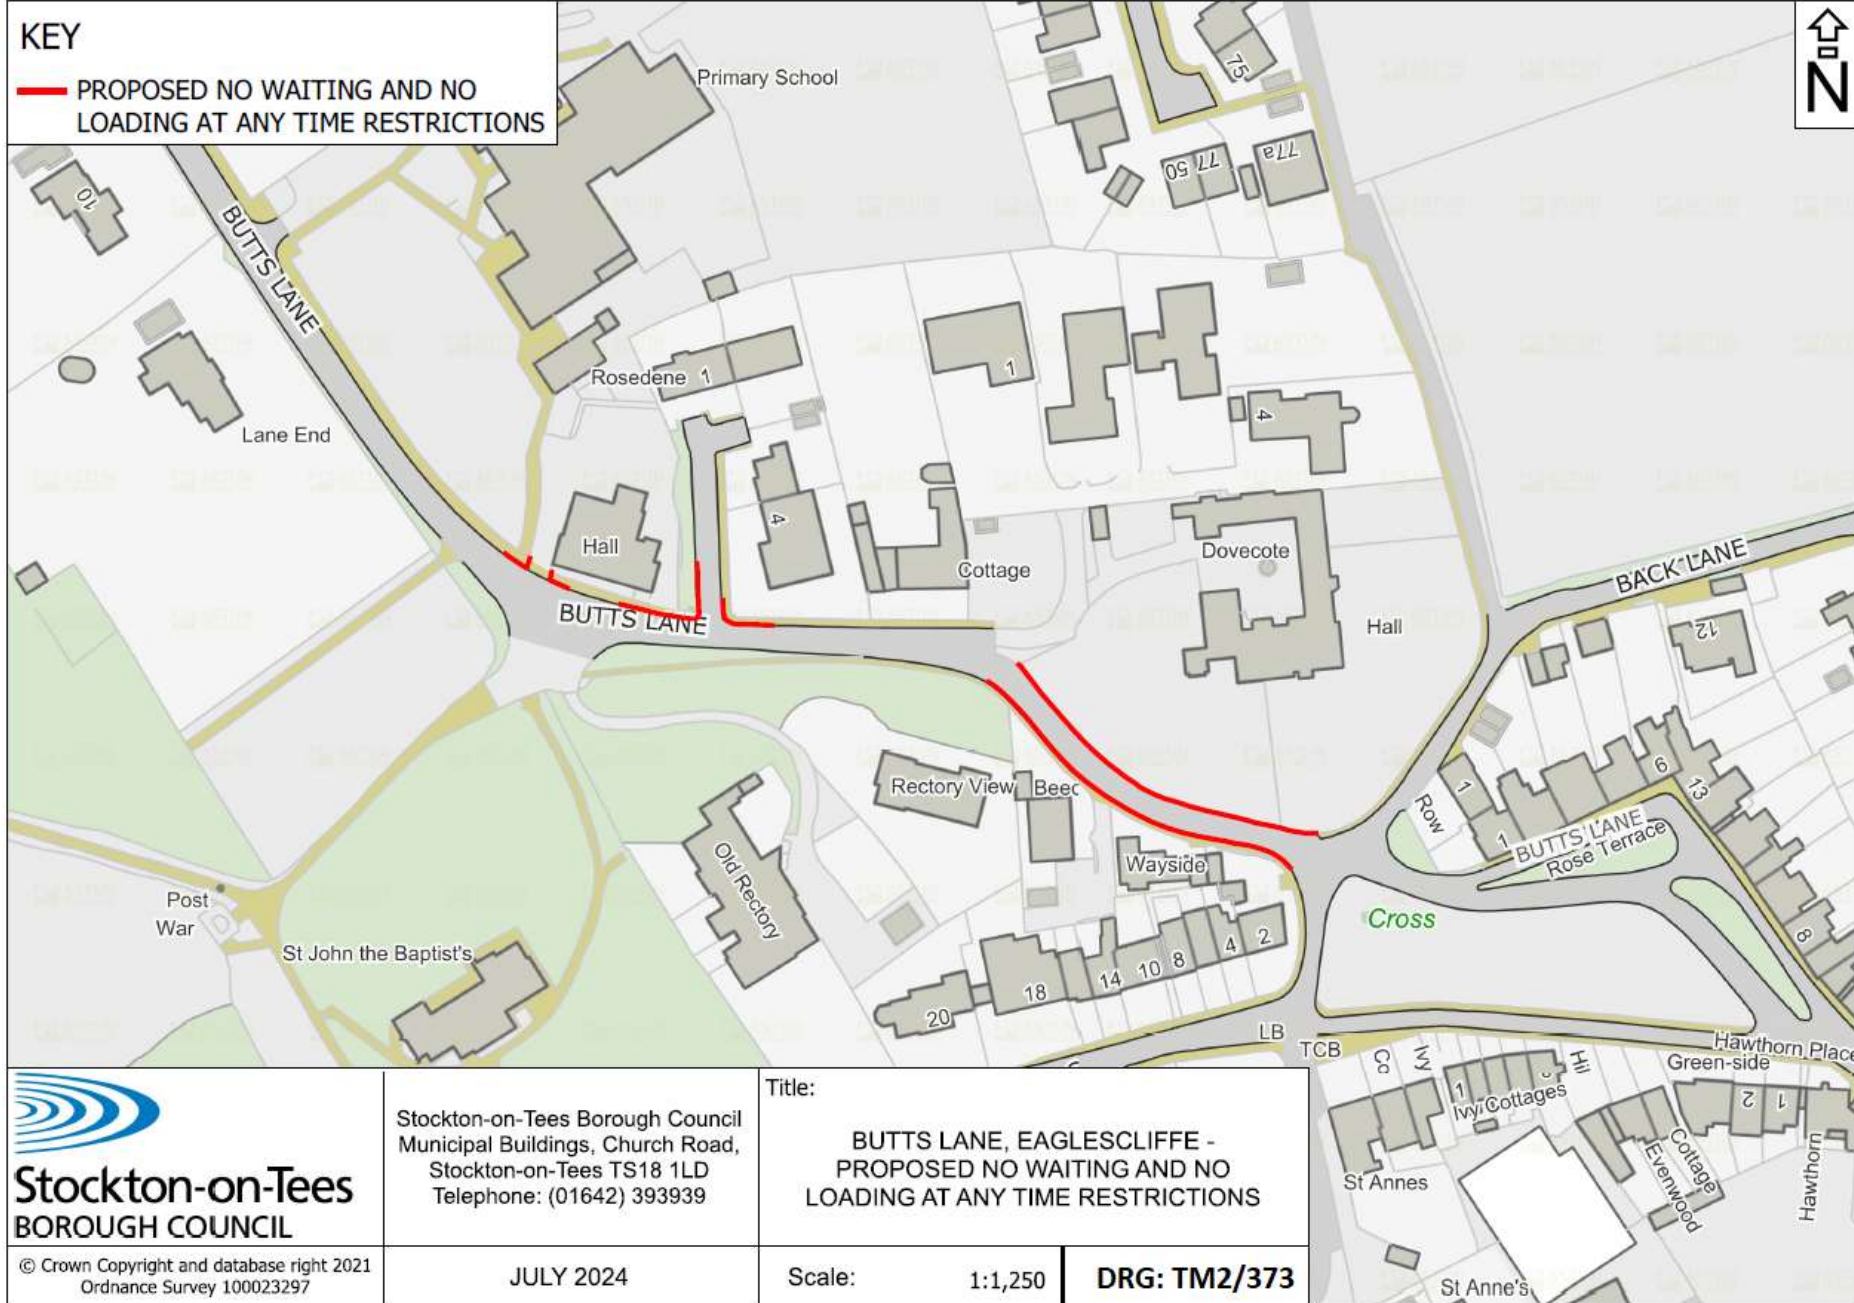 KEY
PROPOSED NO WAITING AND NO
LOADING AT ANY TIME RESTRICTIONS
N
Primary School
75
77a
77
50
10
BUTTS LANE
Rosedene
1
1
4
Lane End
4
Hall
Cottage
Dovecote
BACK LANE
BUTTS LANE
Hall
12
Rectory View
Beec
1
6
13
Row
1
BUTTS LANE
Rose Terrace
Wayside
Old Rectory
Post
War
Cross
8
St John the Baptist's
2
4
8
10
14
18
20
LB
TCB
Cc
Ivy
Hil
Hawthorn Place
Green-side
1
Ivy Cottages
2
1
Cottage
Evenwood
Hawthorn
St Annes
St Anne's
Stockton-on-Tees
BOROUGH COUNCIL
© Crown Copyright and database right 2021
Ordnance Survey 100023297
Stockton-on-Tees Borough Council
Municipal Buildings, Church Road,
Stockton-on-Tees TS18 1LD
Telephone: (01642) 393939
JULY 2024
Title:
BUTTS LANE, EAGLESCLIFFE -
PROPOSED NO WAITING AND NO
LOADING AT ANY TIME RESTRICTIONS
Scale: 1:1,250
DRG: TM2/373